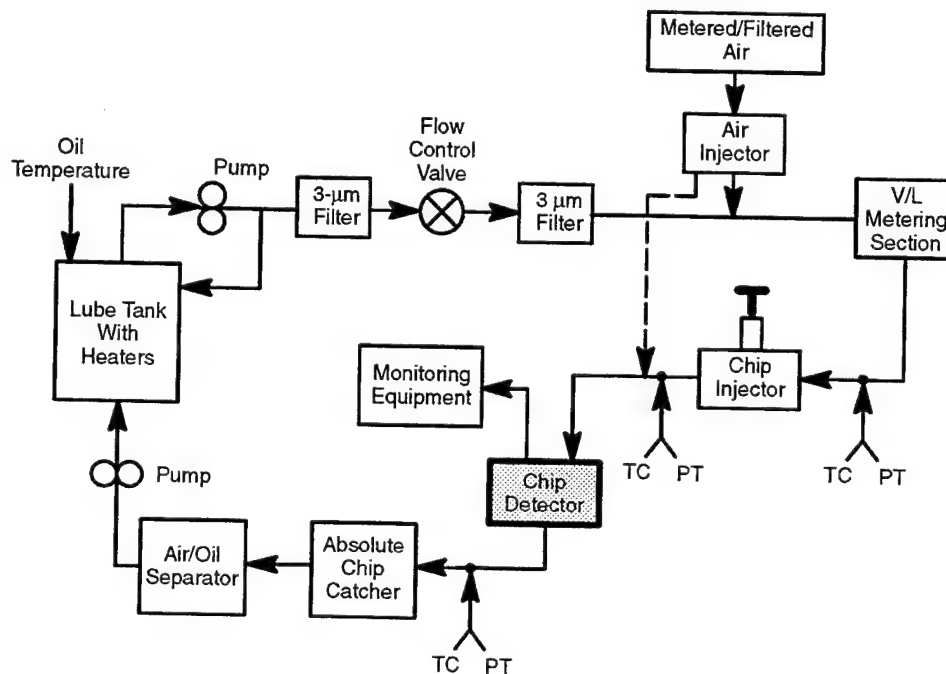 Metered/Filtered
Air
Air
Injector
Oil
Temperature
Pump
3-μm
Filter
Flow
Control
Valve
3 μm
Filter
V/L
Metering
Section
Lube Tank
With
Heaters
Monitoring
Equipment
Chip
Injector
TC PT
TC PT
Chip
Detector
Pump
Air/Oil
Separator
Absolute
Chip
Catcher
TC PT